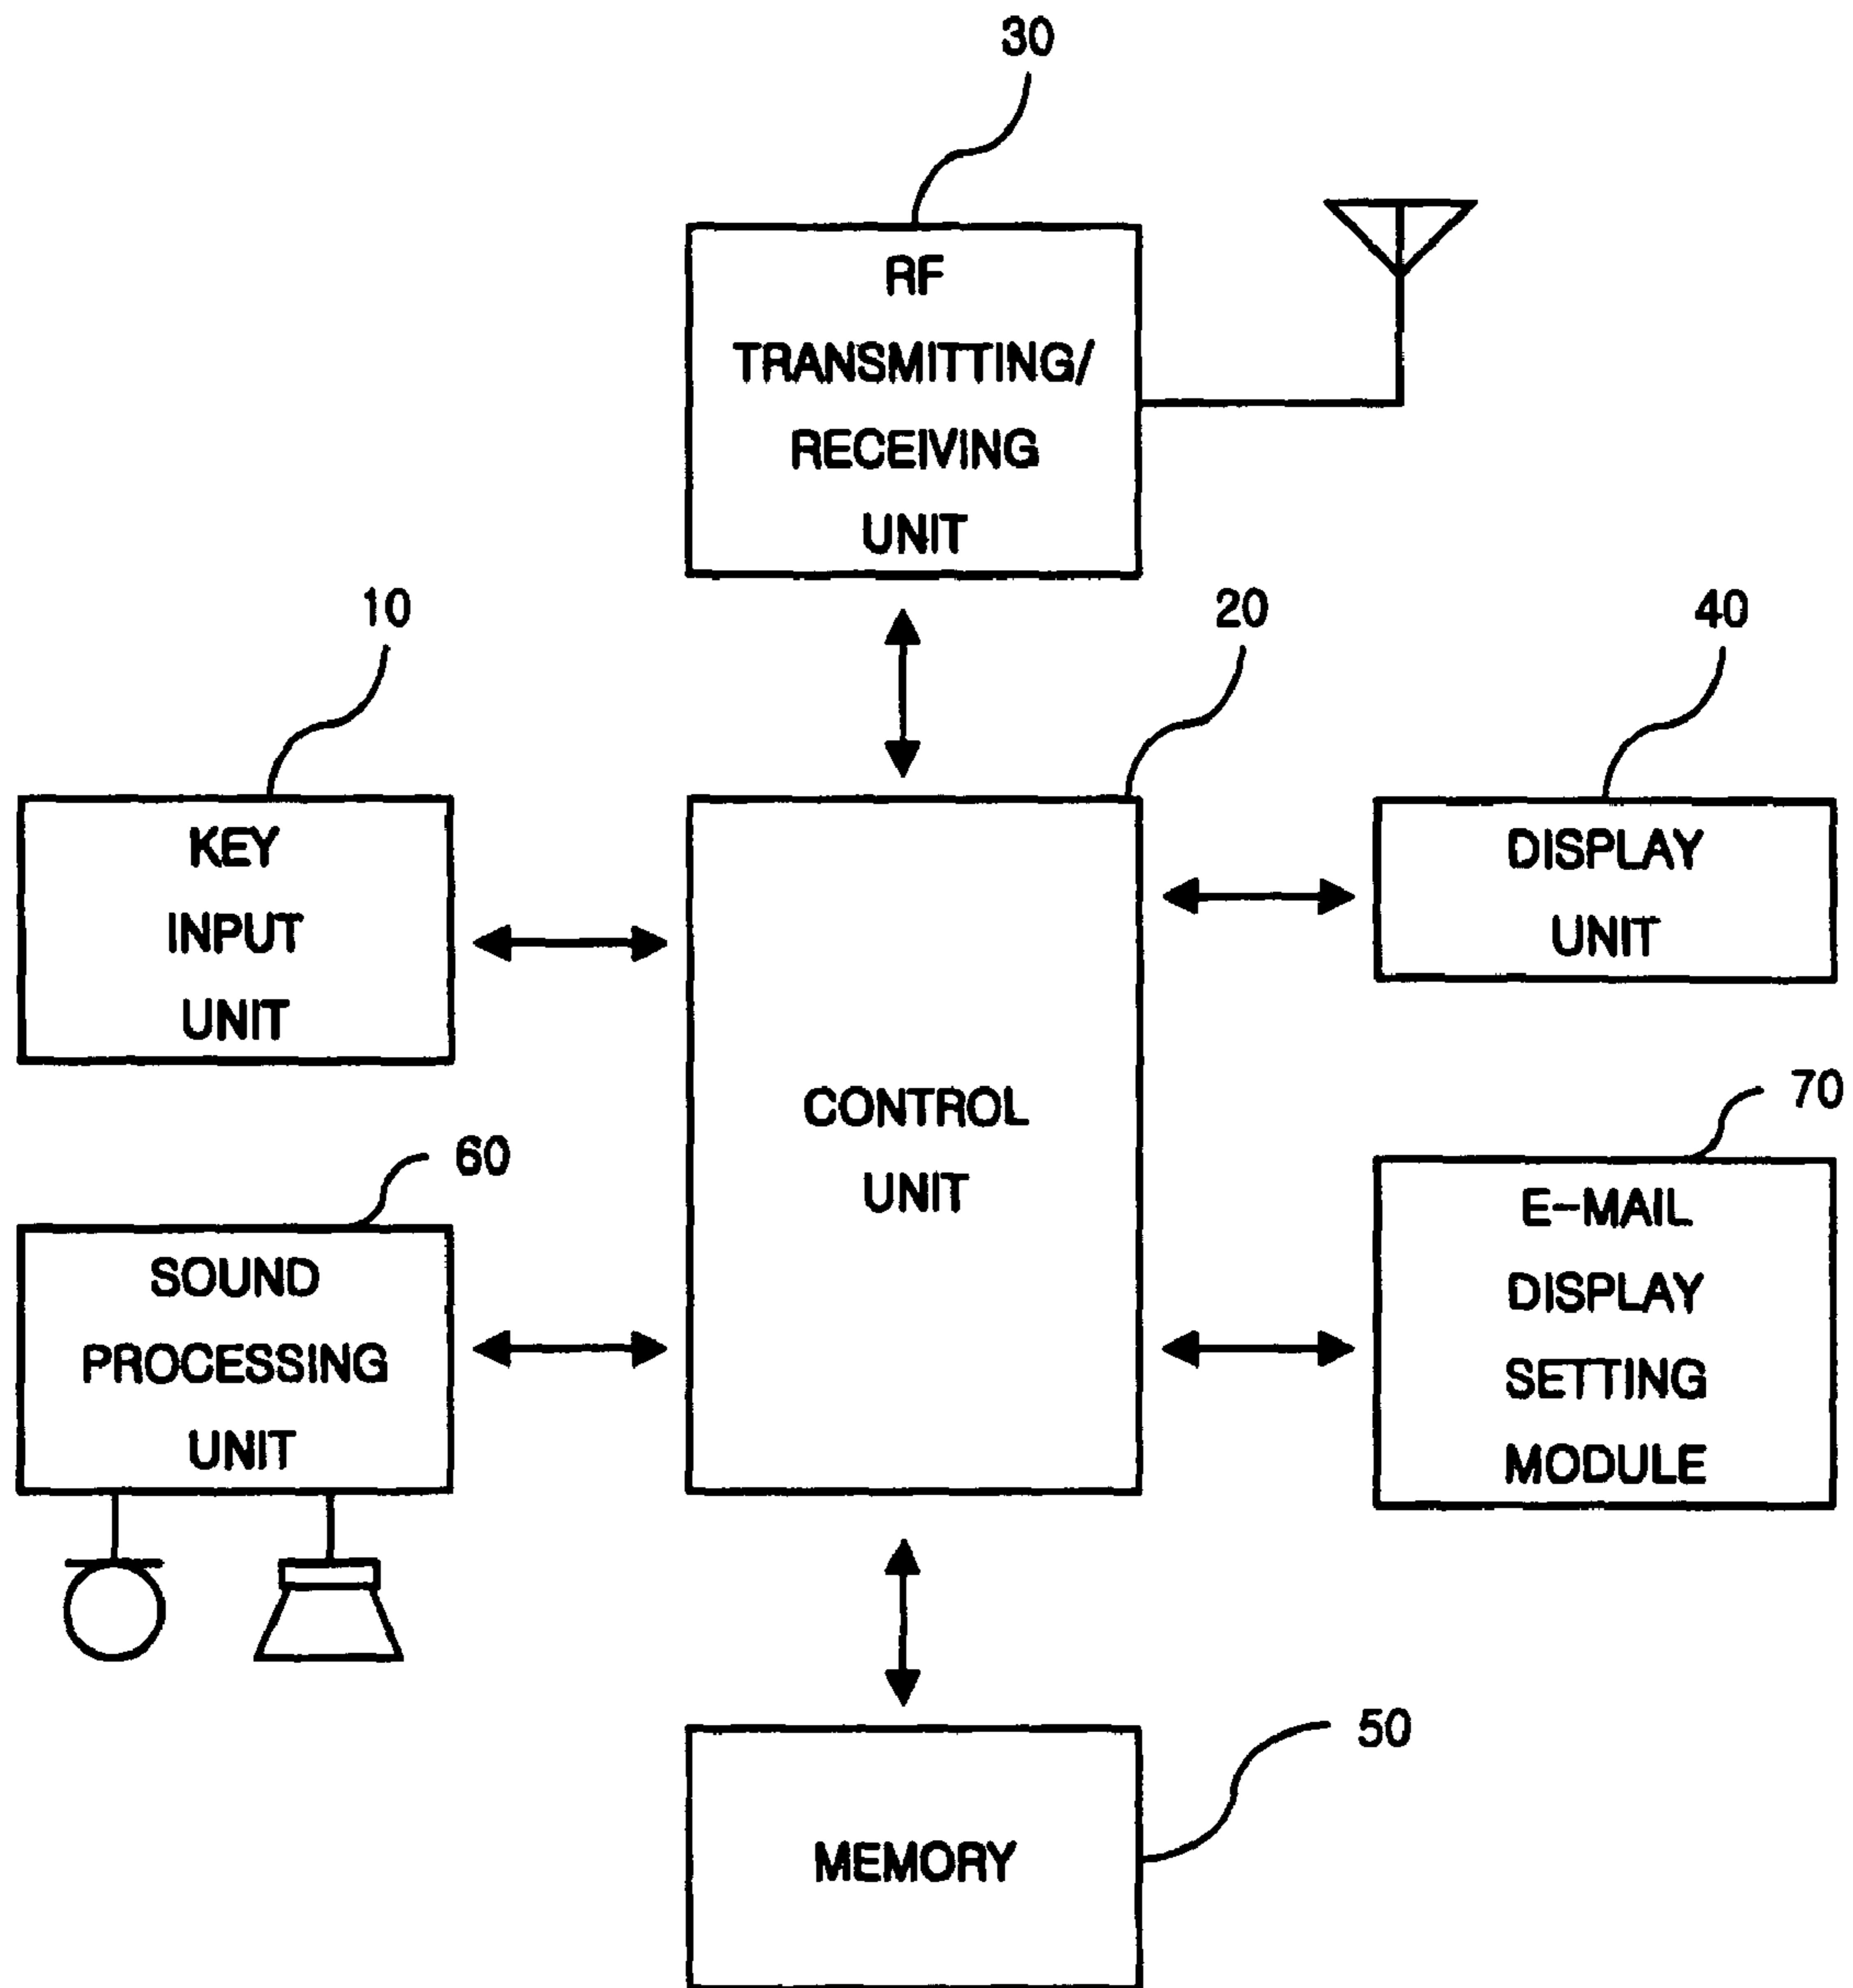 30
RF
TRANSMITTING/
RECEIVING
UNIT
10
20
40
KEY
INPUT
UNIT
DISPLAY
UNIT
CONTROL
UNIT
70
60
E-MAIL
DISPLAY
SETTING
MODULE
SOUND
PROCESSING
UNIT
50
MEMORY